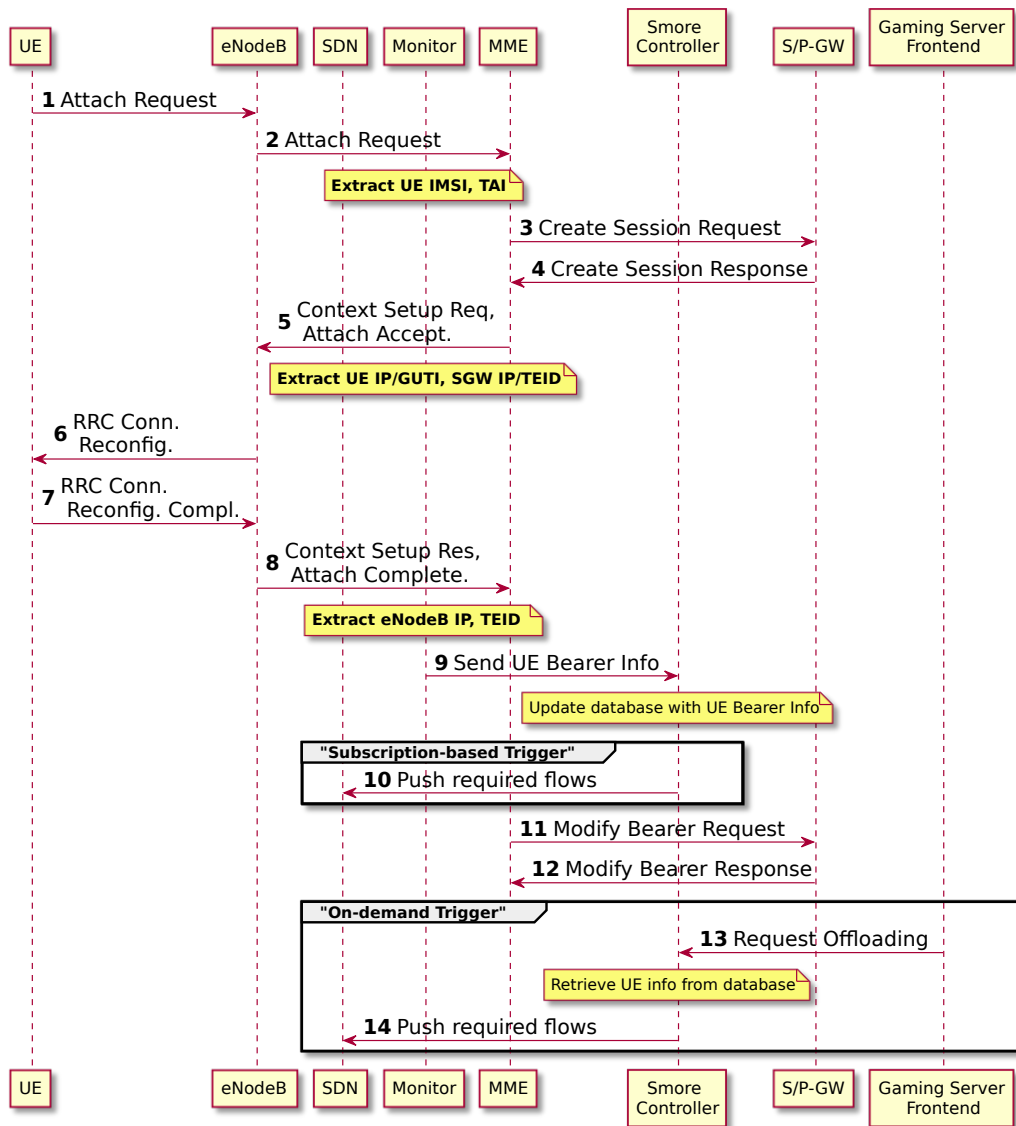 UE
eNodeB
SDN
Monitor
MME
Smore
Controller
S/P-GW
Gaming Server
Frontend
1 Attach Request
2 Attach Request
Extract UE IMSI, TAI
3 Create Session Request
4 Create Session Response
5 Context Setup Req,
Attach Accept.
Extract UE IP/GUTI, SGW IP/TEID
6 RRC Conn.
Reconfig.
7 RRC Conn.
Reconfig. Compl.
8 Context Setup Res,
Attach Complete.
Extract eNodeB IP, TEID
9 Send UE Bearer Info
Update database with UE Bearer Info
"Subscription-based Trigger"
10 Push required flows
11 Modify Bearer Request
12 Modify Bearer Response
"On-demand Trigger"
13 Request Offloading
Retrieve UE info from database
14 Push required flows
UE
eNodeB
SDN
Monitor
MME
Smore
Controller
S/P-GW
Gaming Server
Frontend